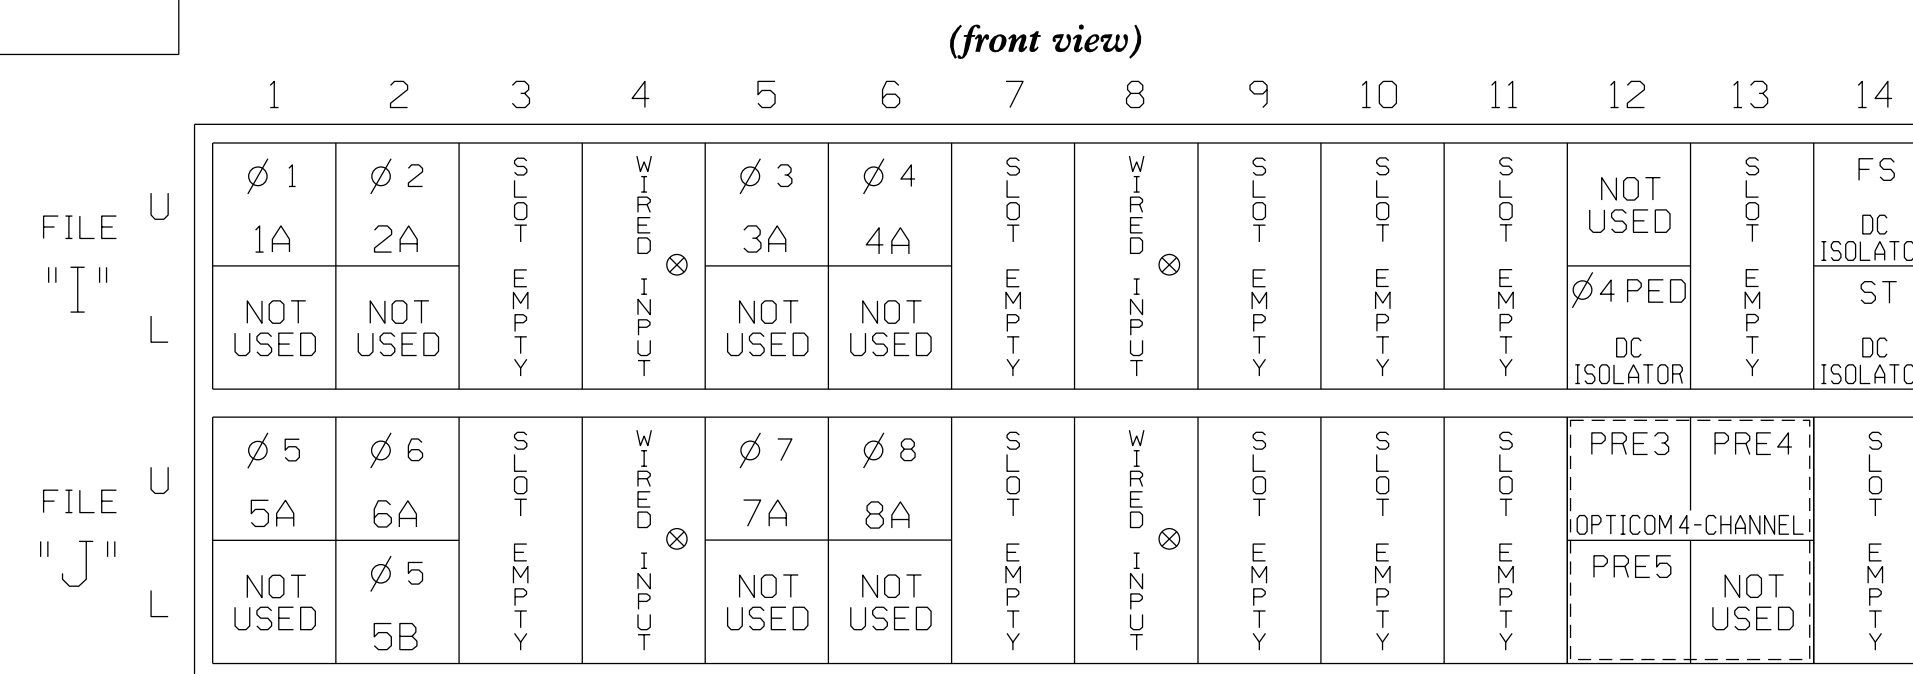 (front view)
1 2 3 4 5 6 7 8 9 10 11 12 13 14
FILE "I"
U
L
Ø 1
1A
NOT
USED
Ø 2
2A
NOT
USED
SLOT EMPTY
WIRED INPUT
Ø 3
3A
NOT
USED
Ø 4
4A
NOT
USED
SLOT EMPTY
WIRED INPUT
SLOT EMPTY
SLOT EMPTY
SLOT EMPTY
NOT
USED
Ø4 PED
DC
ISOLATOR
SLOT EMPTY
FS
DC
ISOLATO
ST
DC
ISOLATO
FILE "J"
U
L
Ø 5
5A
NOT
USED
Ø 6
6A
Ø 5
5B
SLOT EMPTY
WIRED INPUT
Ø 7
7A
NOT
USED
Ø 8
8A
NOT
USED
SLOT EMPTY
WIRED INPUT
SLOT EMPTY
SLOT EMPTY
SLOT EMPTY
PRE3
PRE4
OPTICOM 4-CHANNEL
PRE5
NOT
USED
SLOT EMPTY